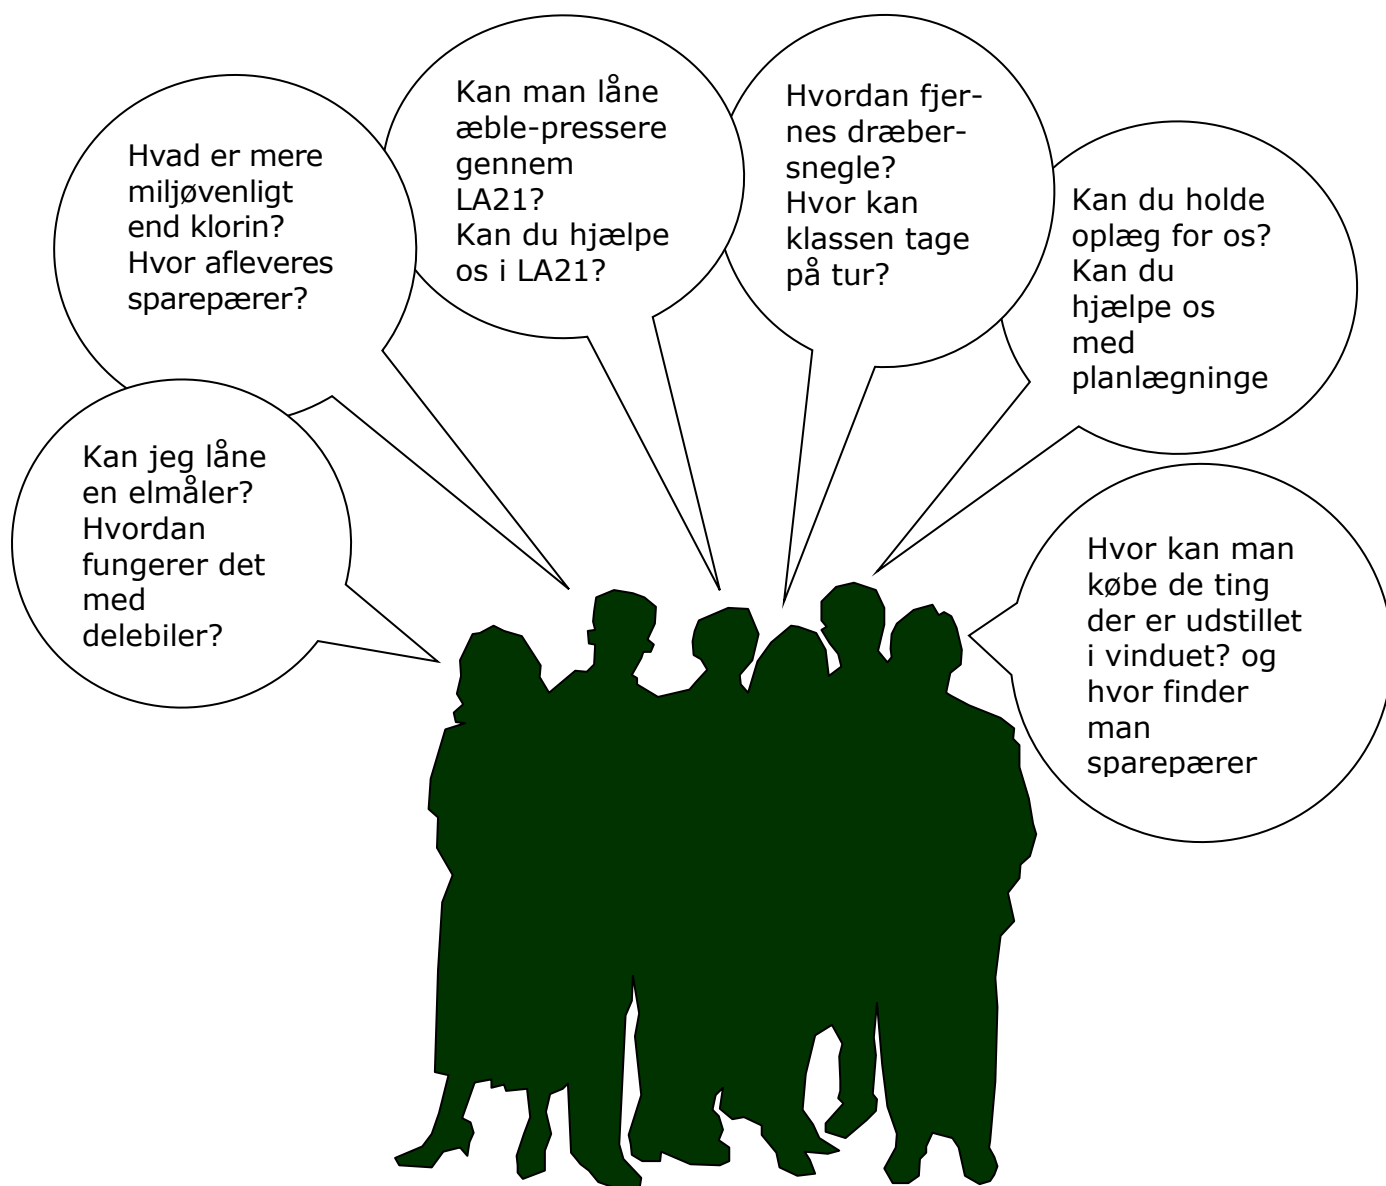 Kan man låne
æble-pressere
gennem
LA21?
Kan du hjælpe
os i LA21?
Hvordan fjer-
nes dræber-
snegle?
Hvor kan
klassen tage
på tur?
Hvad er mere
miljøvenligt
end klorin?
Hvor afleveres
sparepærer?
Kan du holde
oplæg for os?
Kan du
hjælpe os
med
planlægninge
Kan jeg låne
en elmåler?
Hvordan
fungerer det
med
delebiler?
Hvor kan man
købe de ting
der er udstillet
i vinduet? og
hvor finder
man
sparepærer